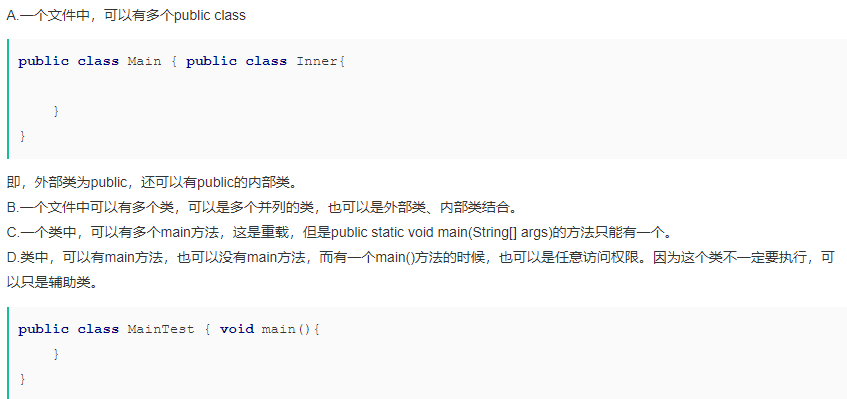 A.一个文件中，可以有多个public class
public class Main { public class Inner{
}
}
即，外部类为public，还可以有public的内部类。
B.一个文件中可以有多个类，可以是多个并列的类，也可以是外部类、内部类结合。
C.一个类中，可以有多个main方法，这是重载，但是public static void main(String[] args)的方法只能有一个。
D.类中，可以有main方法，也可以没有main方法，而有一个main()方法的时候，也可以是任意访问权限。因为这个类不一定要执行，可
以只是辅助类。
public class MainTest { void main(){
}
}